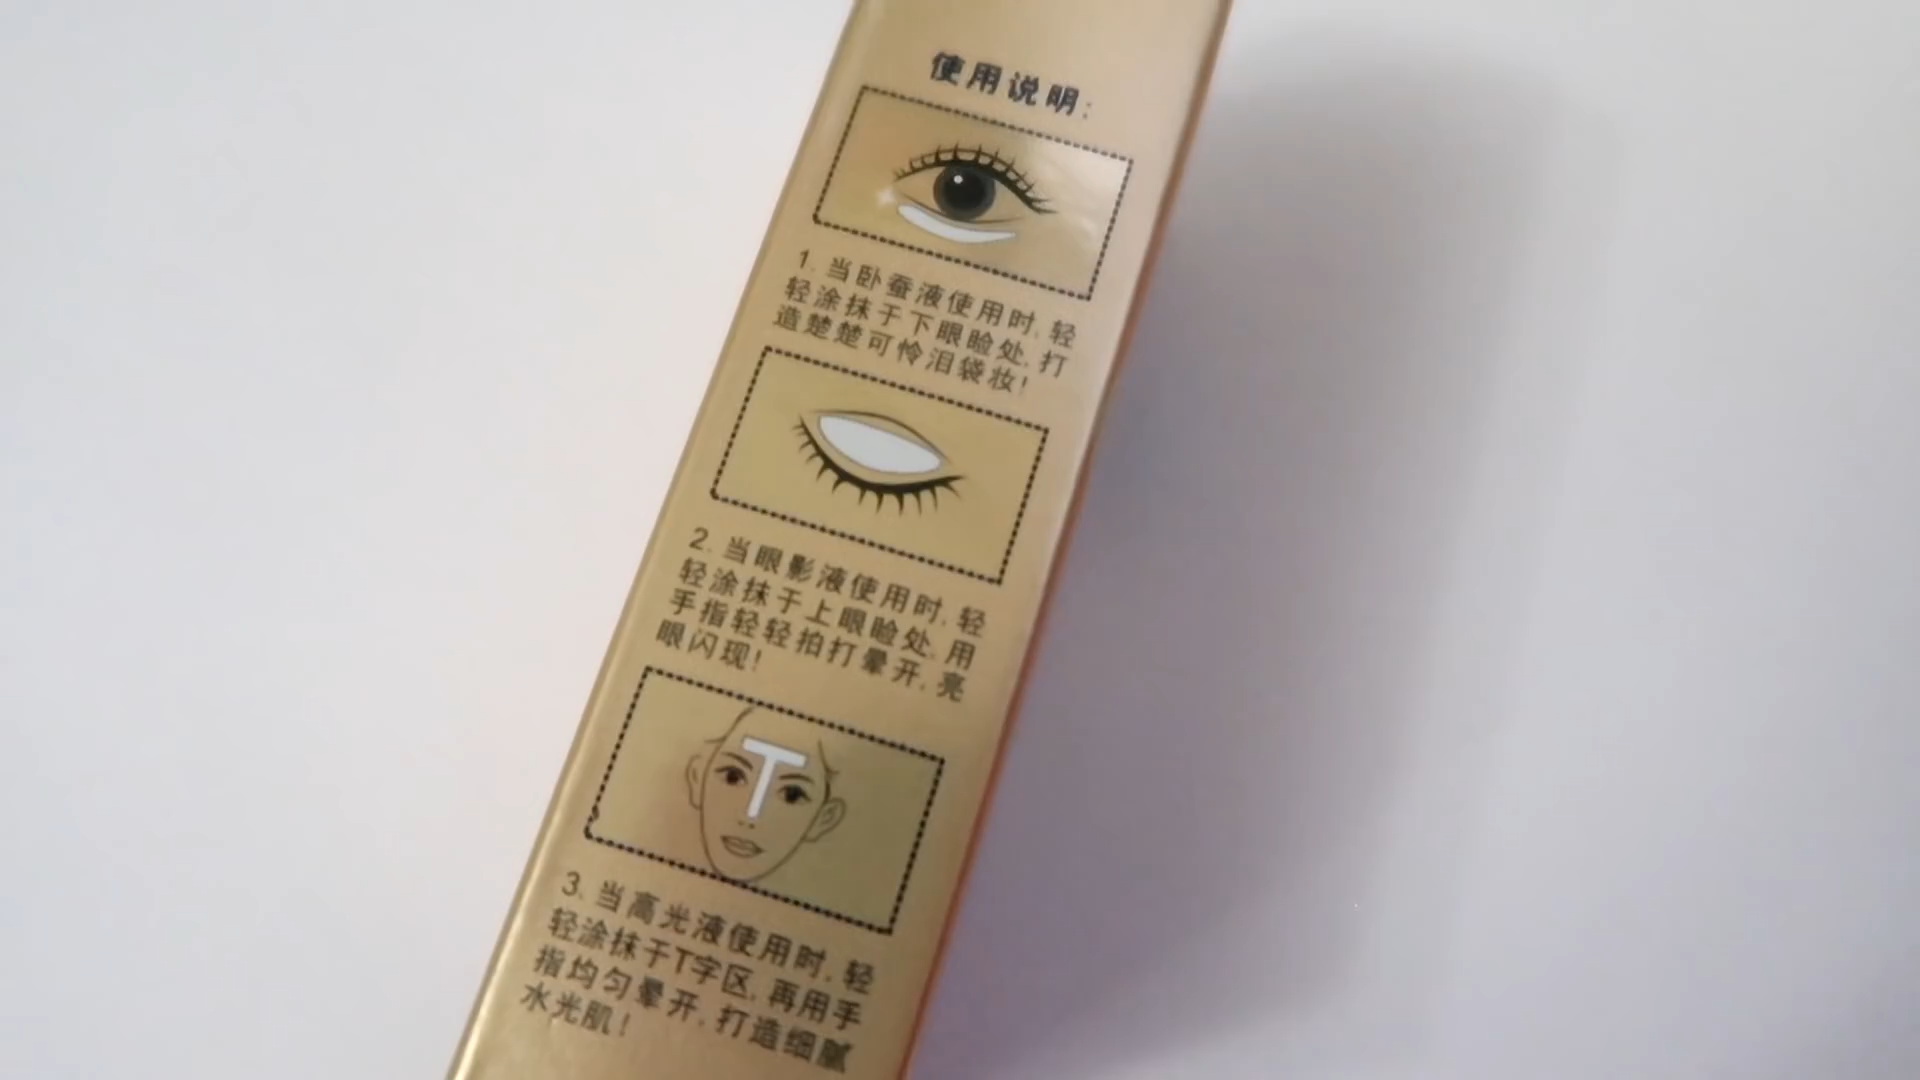 使用说明:
1.当卧蚕液使用时,轻
轻涂抹于下眼睑处,打
造楚楚可怜泪袋妆!
2.当眼影液使用时,轻
轻涂抹于上眼睑处,用
手指轻轻拍打晕开,亮
眼闪现!
T
3.当高光液使用时,轻
轻涂抹于T字区,再用手
指均匀晕开,打造细腻
水光肌!